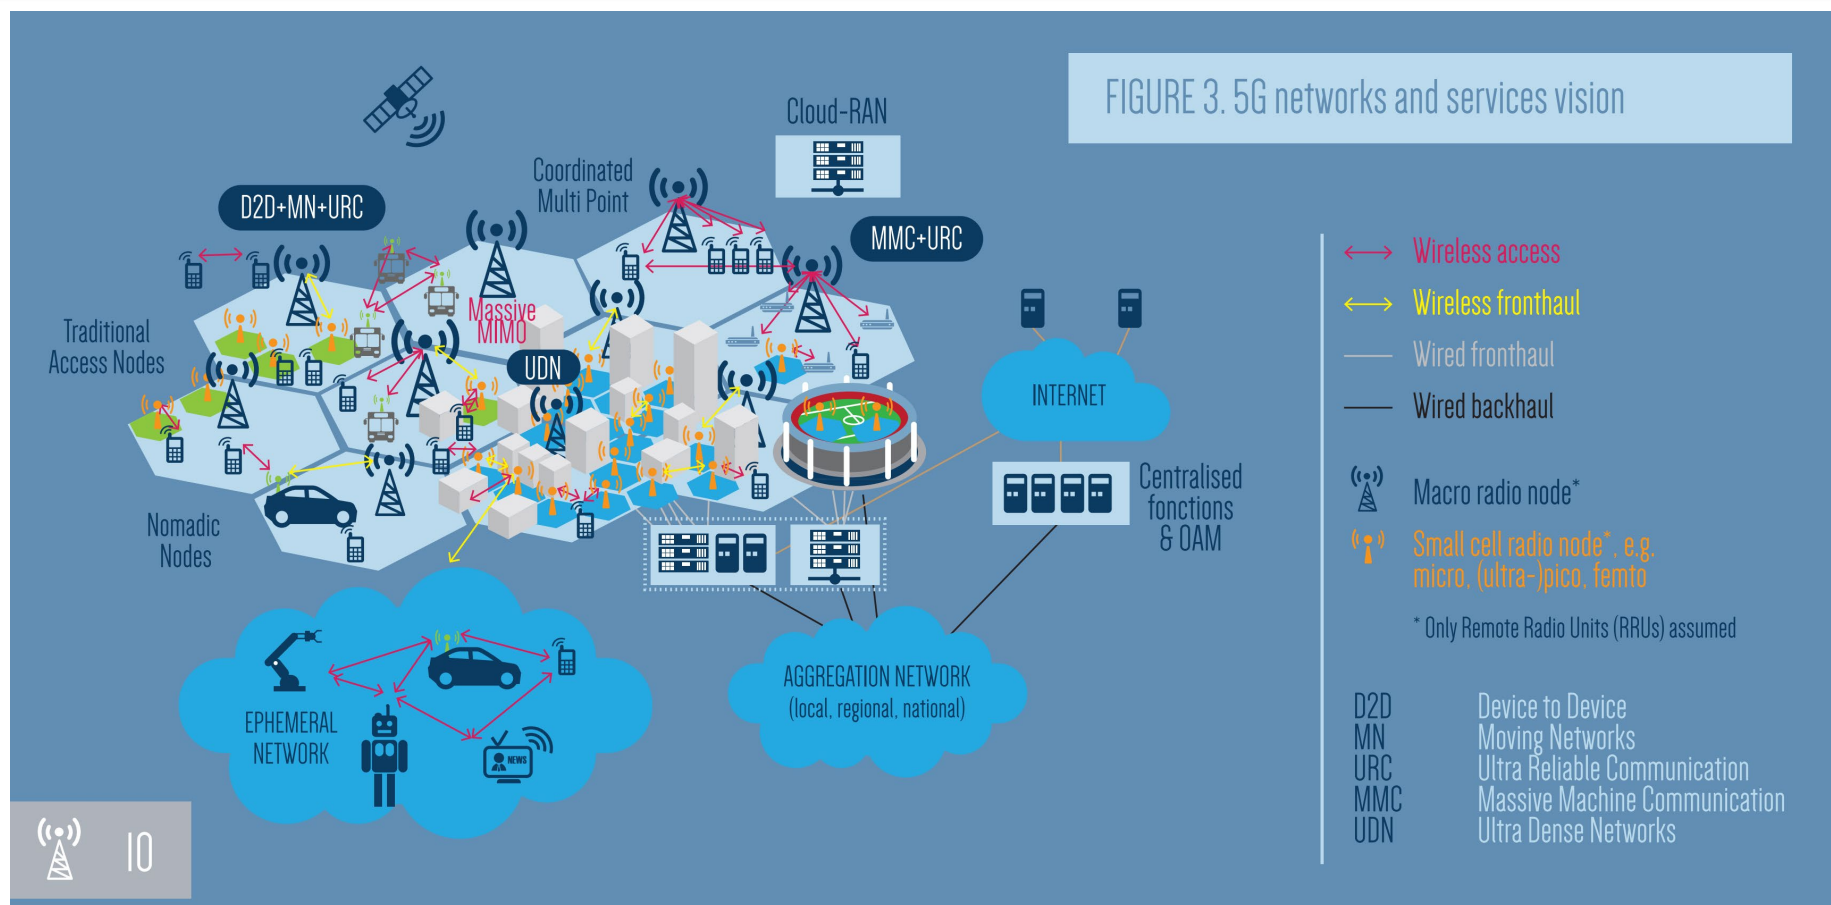 FIGURE 3. 5G networks and services vision
Cloud-RAN
Coordinated
Multi Point
D2D+MN+URC
MMC+URC
Massive
MIMO
UDN
Traditional
Access Nodes
Nomadic
Nodes
INTERNET
Centralised
fonctions
& OAM
EPHEMERAL
NETWORK
NEWS
AGGREGATION NETWORK
(local, regional, national)
Wireless access
Wireless fronthaul
Wired fronthaul
Wired backhaul
Macro radio node*
Small cell radio node*, e.g.
micro, (ultra-)pico, femto
* Only Remote Radio Units (RRUs) assumed
D2D Device to Device
MN Moving Networks
URC Ultra Reliable Communication
MMC Massive Machine Communication
UDN Ultra Dense Networks
10